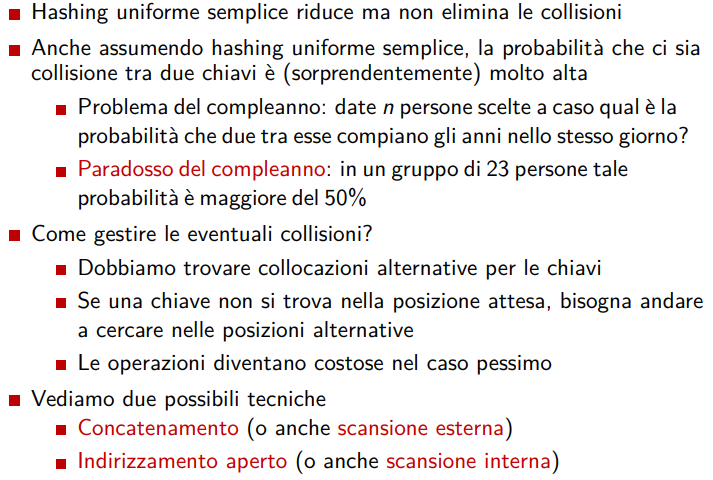 Hashing uniforme semplice riduce ma non elimina le collisioni
Anche assumendo hashing uniforme semplice, la probabilità che ci sia
collisione tra due chiavi è (sorprendentemente) molto alta
Problema del compleanno: date n persone scelte a caso qual è la
probabilità che due tra esse compiano gli anni nello stesso giorno?
Paradosso del compleanno: in un gruppo di 23 persone tale
probabilità è maggiore del 50%
Come gestire le eventuali collisioni?
Dobbiamo trovare collocazioni alternative per le chiavi
Se una chiave non si trova nella posizione attesa, bisogna andare
a cercare nelle posizioni alternative
Le operazioni diventano costose nel caso pessimo
Vediamo due possibili tecniche
Concatenamento (o anche scansione esterna)
Indirizzamento aperto (o anche scansione interna)